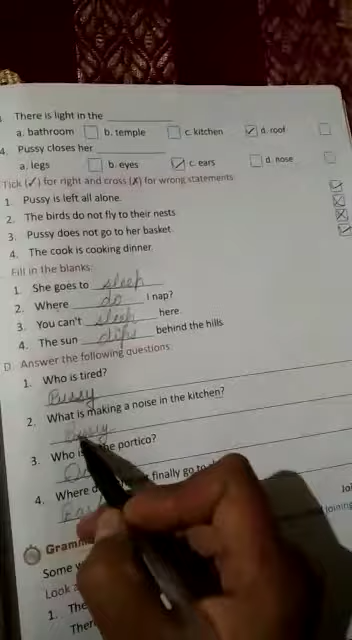 There is light in the
a. bathroom b. temple c. kitchen d. roof
4. Pussy closes her
a. legs b. eyes c. ears d. nose
Tick (✓) for right and cross (✗) for wrong statements
1. Pussy is left all alone.
2. The birds do not fly to their nests.
3. Pussy does not go to her basket.
4. The cook is cooking dinner.
Fill in the blanks:
1. She goes to sleep
2. Where do I nap?
3. You can't sleep here.
4. The sun dips behind the hills
D. Answer the following questions:
1. Who is tired?
Pussy
2. What is making a noise in the kitchen?
3. Who is the portico?
4. Where finally go to
Gramma
Some
Look
1. The
Ther
Joi
joining